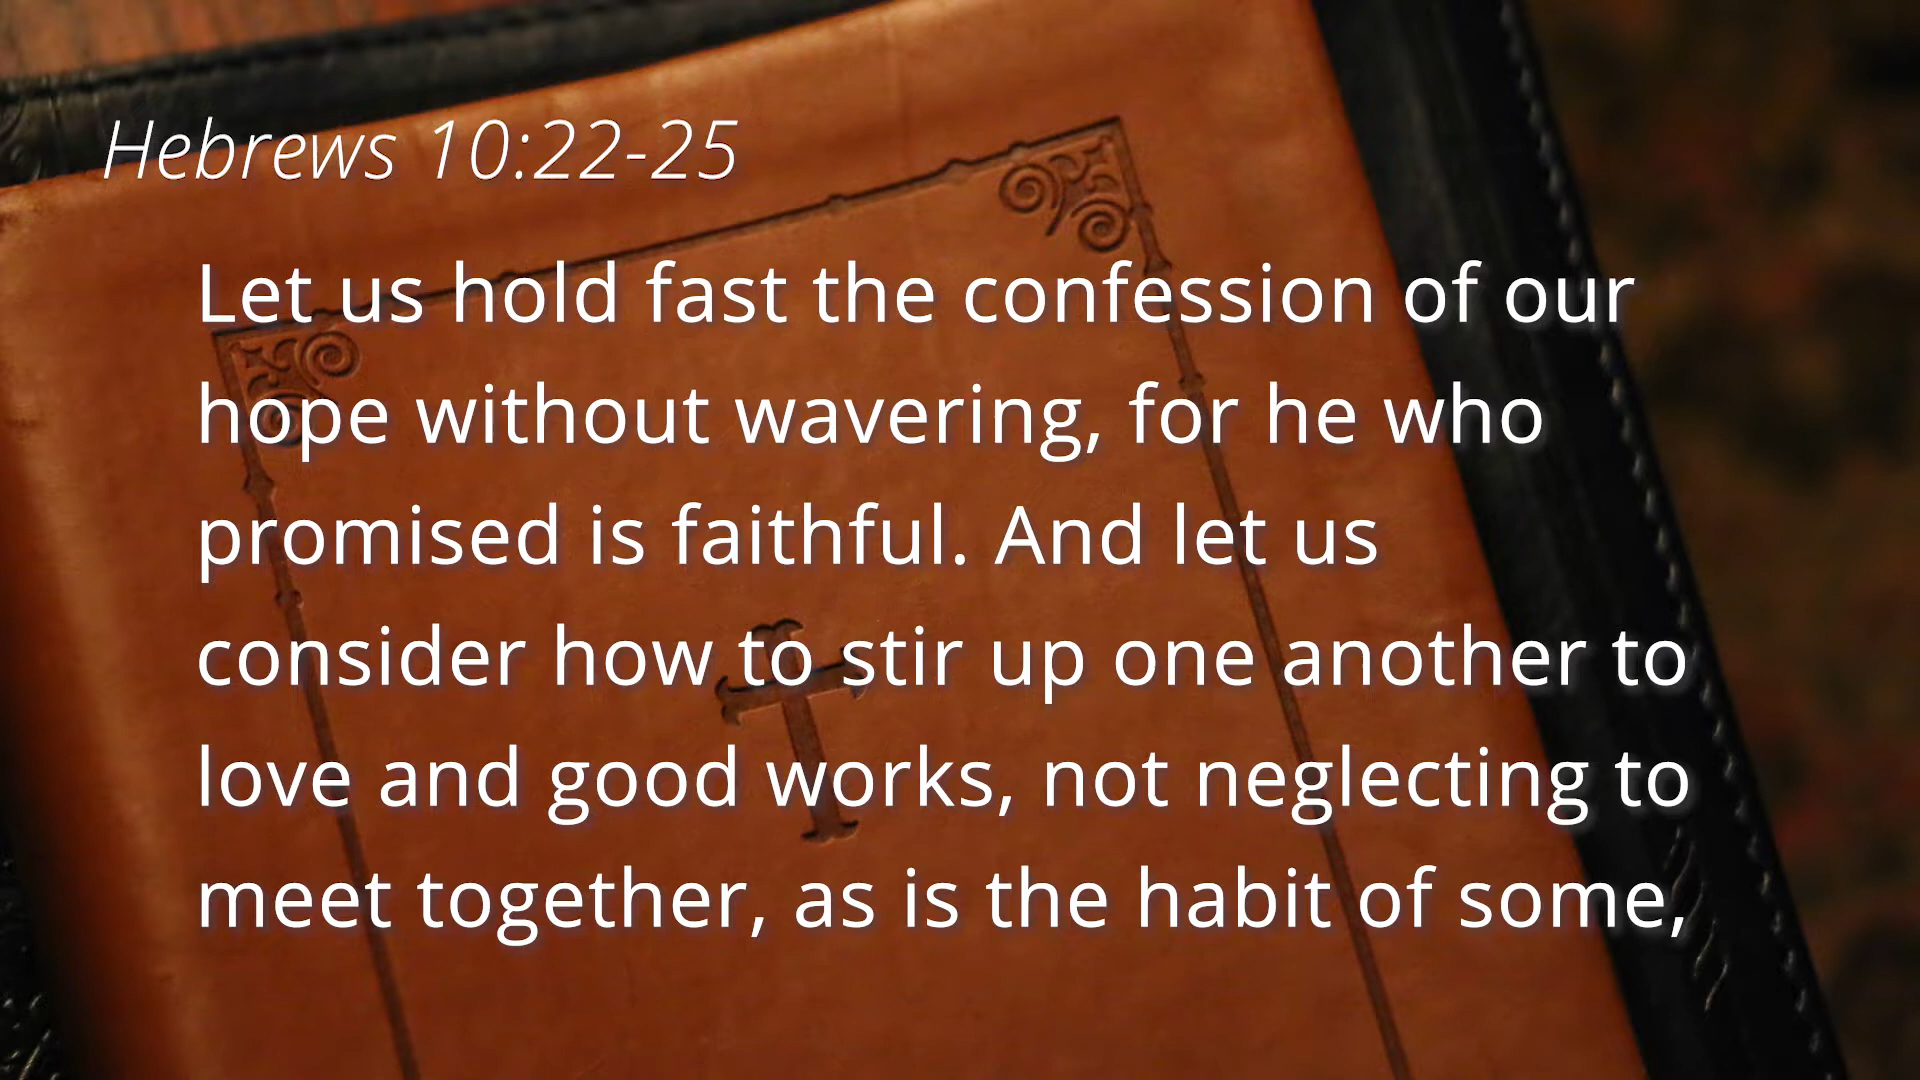 Hebrews 10:22-25
Let us hold fast the confession of our
hope without wavering, for he who
promised is faithful. And let us
consider how to stir up one another to
love and good works, not neglecting to
meet together, as is the habit of some,